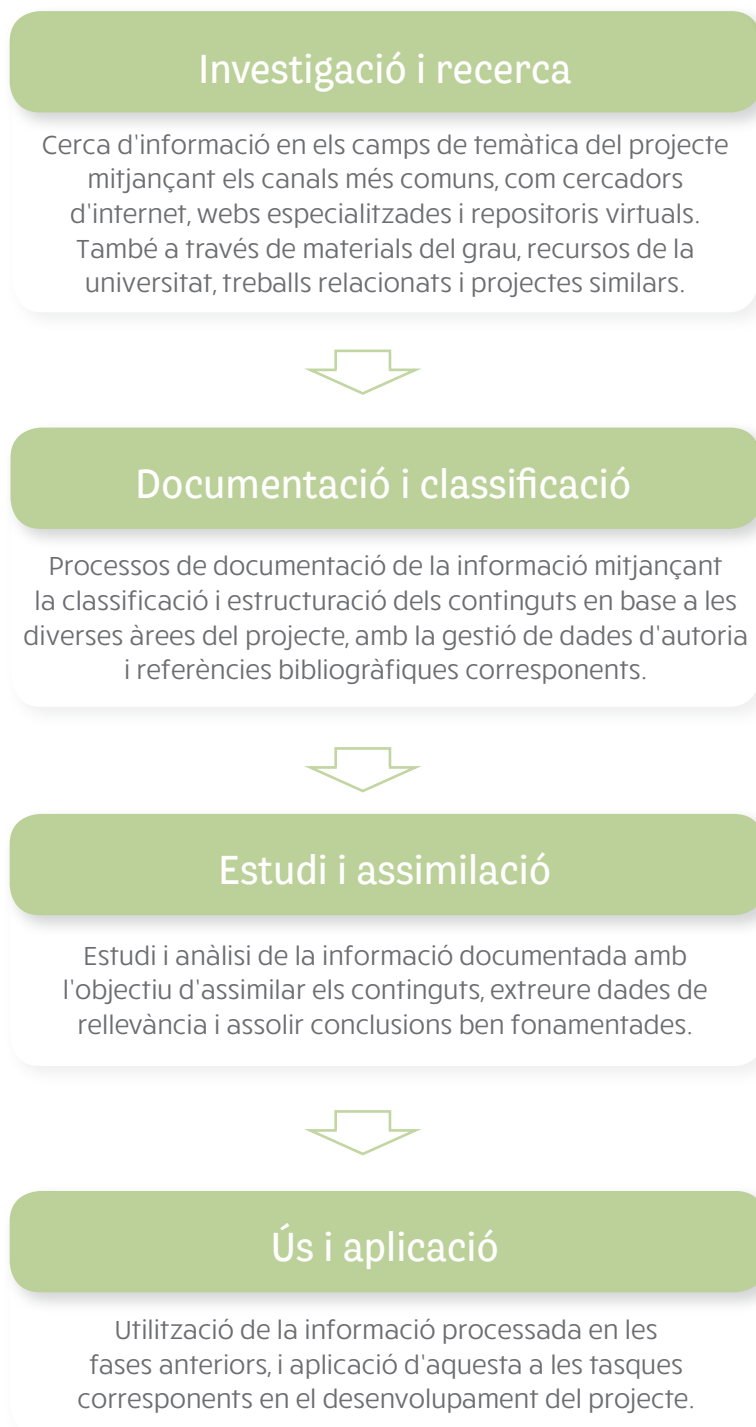 Investigació i recerca
Cerca d'informació en els camps de temàtica del projecte
mitjançant els canals més comuns, com cercadors
d'internet, webs especialitzades i repositoris virtuals.
També a través de materials del grau, recursos de la
universitat, treballs relacionats i projectes similars.
Documentació i classificació
Processos de documentació de la informació mitjançant
la classificació i estructuració dels continguts en base a les
diverses àrees del projecte, amb la gestió de dades d'autoria
i referències bibliogràfiques corresponents.
Estudi i assimilació
Estudi i anàlisi de la informació documentada amb
l'objectiu d'assimilar els continguts, extreure dades de
rellevància i assolir conclusions ben fonamentades.
Ús i aplicació
Utilització de la informació processada en les
fases anteriors, i aplicació d'aquesta a les tasques
corresponents en el desenvolupament del projecte.